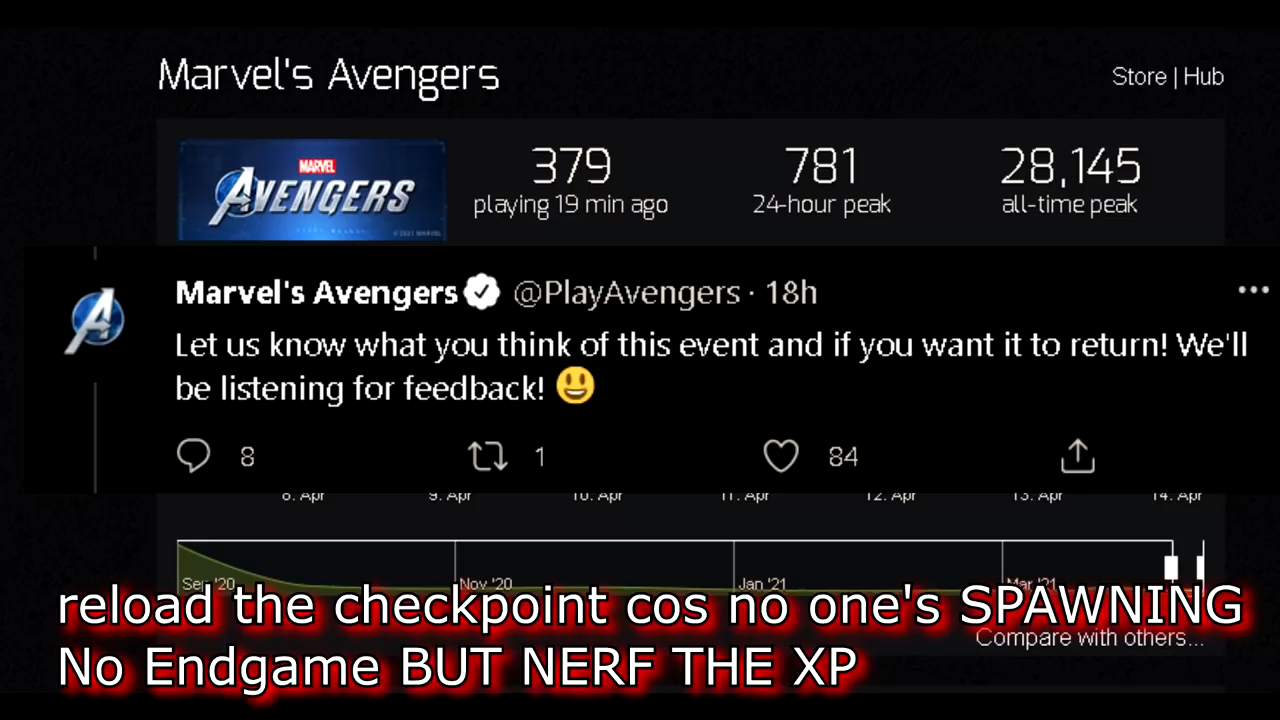 Marvel's Avengers
Store | Hub
MARVEL
AVENGERS
379
781
28,145
playing 19 min ago
24-hour peak
all-time peak
Marvel's Avengers @PlayAvengers · 18h
Let us know what you think of this event and if you want it to return! We'll
be listening for feedback! 😃
8
1
84
8. Apr
9. Apr
10. Apr
11. Apr
12. Apr
13. Apr
14. Apr
Sep '20
Nov '20
Jan '21
Mar '21
reload the checkpoint cos no one's SPAWNING
Compare with others...
No Endgame BUT NERF THE XP